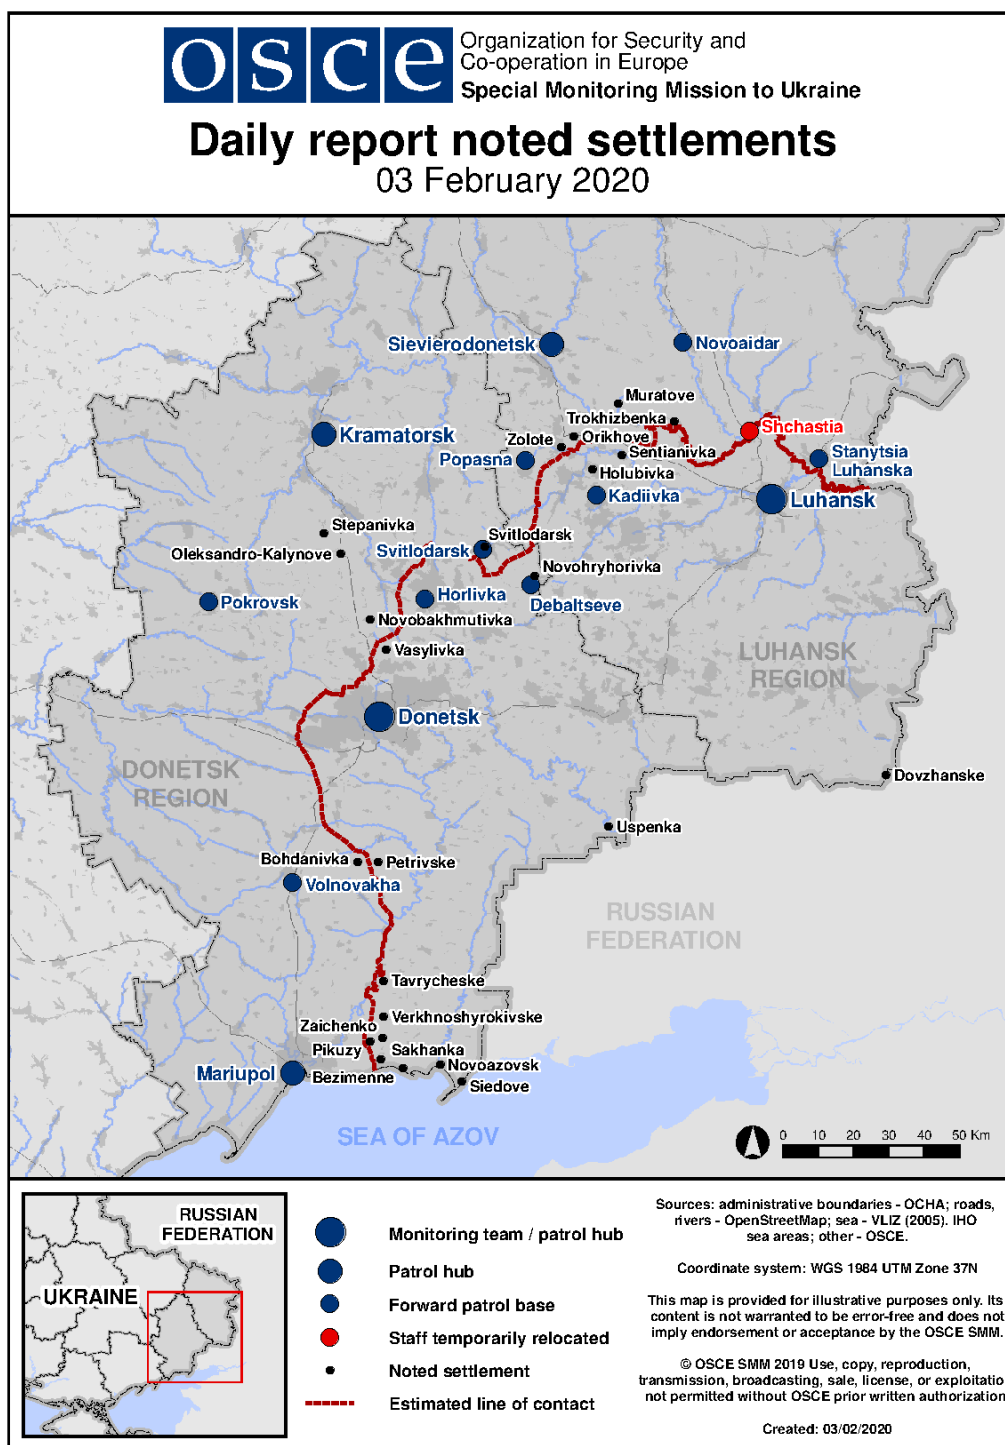 osce
Organization for Security and
Co-operation in Europe
Special Monitoring Mission to Ukraine
Daily report noted settlements
03 February 2020
Sievierodonetsk
Novoaidar
Muratove
Trokhizbenka
Shchastia
Kramatorsk
Zolote
Orikhove
Sentianivka
Stanytsia
Luhanska
Popasna
Holubivka
Kadiivka
Luhansk
Stepanivka
Svitlodarsk
Oleksandro-Kalynove
Svitlodarsk
Novohryhorivka
Pokrovsk
Horlivka
Debaltseve
Novobakhmutivka
Vasylivka
LUHANSK
REGION
Donetsk
DONETSK
REGION
Dovzhanske
Uspenka
Bohdanivka
Petrivske
Volnovakha
RUSSIAN
FEDERATION
Tavrycheske
Verkhnoshyrokivske
Zaichenko
Pikuzy
Sakhanka
Novoazovsk
Mariupol
Bezimenne
Siedove
SEA OF AZOV
0 10 20 30 40 50 Km
RUSSIAN
FEDERATION
UKRAINE
Monitoring team / patrol hub
Patrol hub
Forward patrol base
Staff temporarily relocated
Noted settlement
Estimated line of contact
Sources: administrative boundaries - OCHA; roads,
rivers - OpenStreetMap; sea - VLIZ (2005). IHO
sea areas; other - OSCE.
Coordinate system: WGS 1984 UTM Zone 37N
This map is provided for illustrative purposes only. Its
content is not warranted to be error-free and does not
imply endorsement or acceptance by the OSCE SMM.
© OSCE SMM 2019 Use, copy, reproduction,
transmission, broadcasting, sale, license, or exploitatio
not permitted without OSCE prior written authorization
Created: 03/02/2020